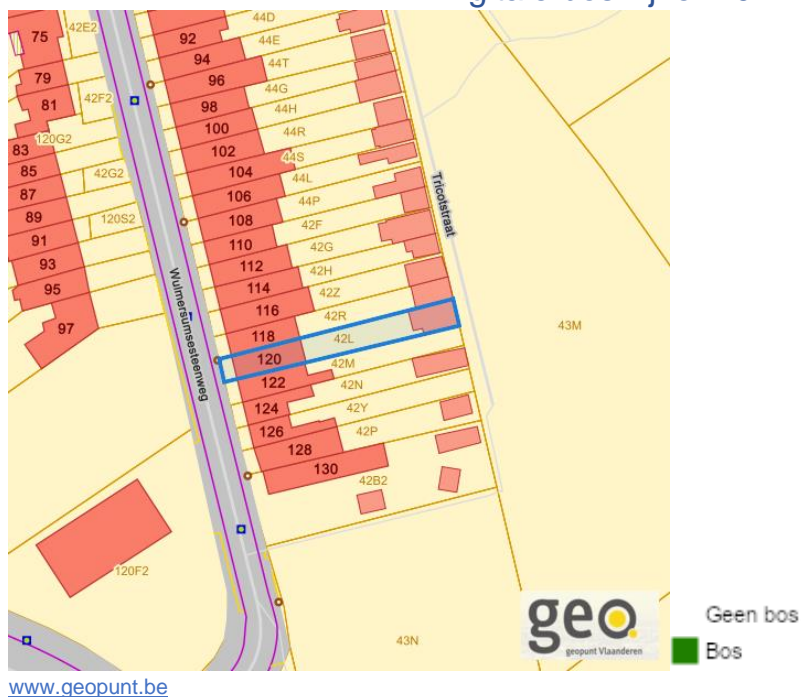 75
79
81
83
85
87
89
91
93
95
97
42E2
42F2
120G2
42G2
120S2
92
94
96
98
100
102
104
106
108
110
112
114
116
118
120
122
124
126
128
130
44D
44E
44T
44G
44H
44R
44S
44L
44P
42F
42G
42H
42Z
42R
42L
42M
42N
42Y
42P
42B2
Tricotstraat
Wulmersumsesteenweg
43M
120F2
43N
geo
geopunt Vlaanderen
Geen bos
Bos
www.geopunt.be